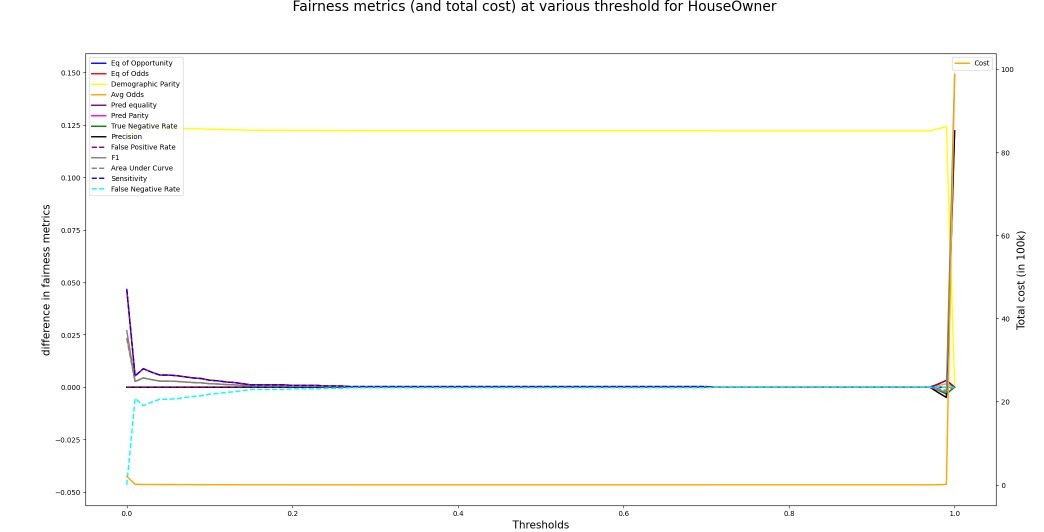 Fairness metrics (and total cost) at various threshold for HouseOwner
Eq of Opportunity
Eq of Odds
Demographic Parity
Avg Odds
Pred equality
Pred Parity
True Negative Rate
Precision
False Positive Rate
F1
Area Under Curve
Sensitivity
False Negative Rate
Cost
difference in fairness metrics
0.150
0.125
0.100
0.075
0.050
0.025
0.000
−0.025
−0.050
100
80
60
40
20
0
Total cost (in 100k)
0.0 0.2 0.4 0.6 0.8 1.0
Thresholds